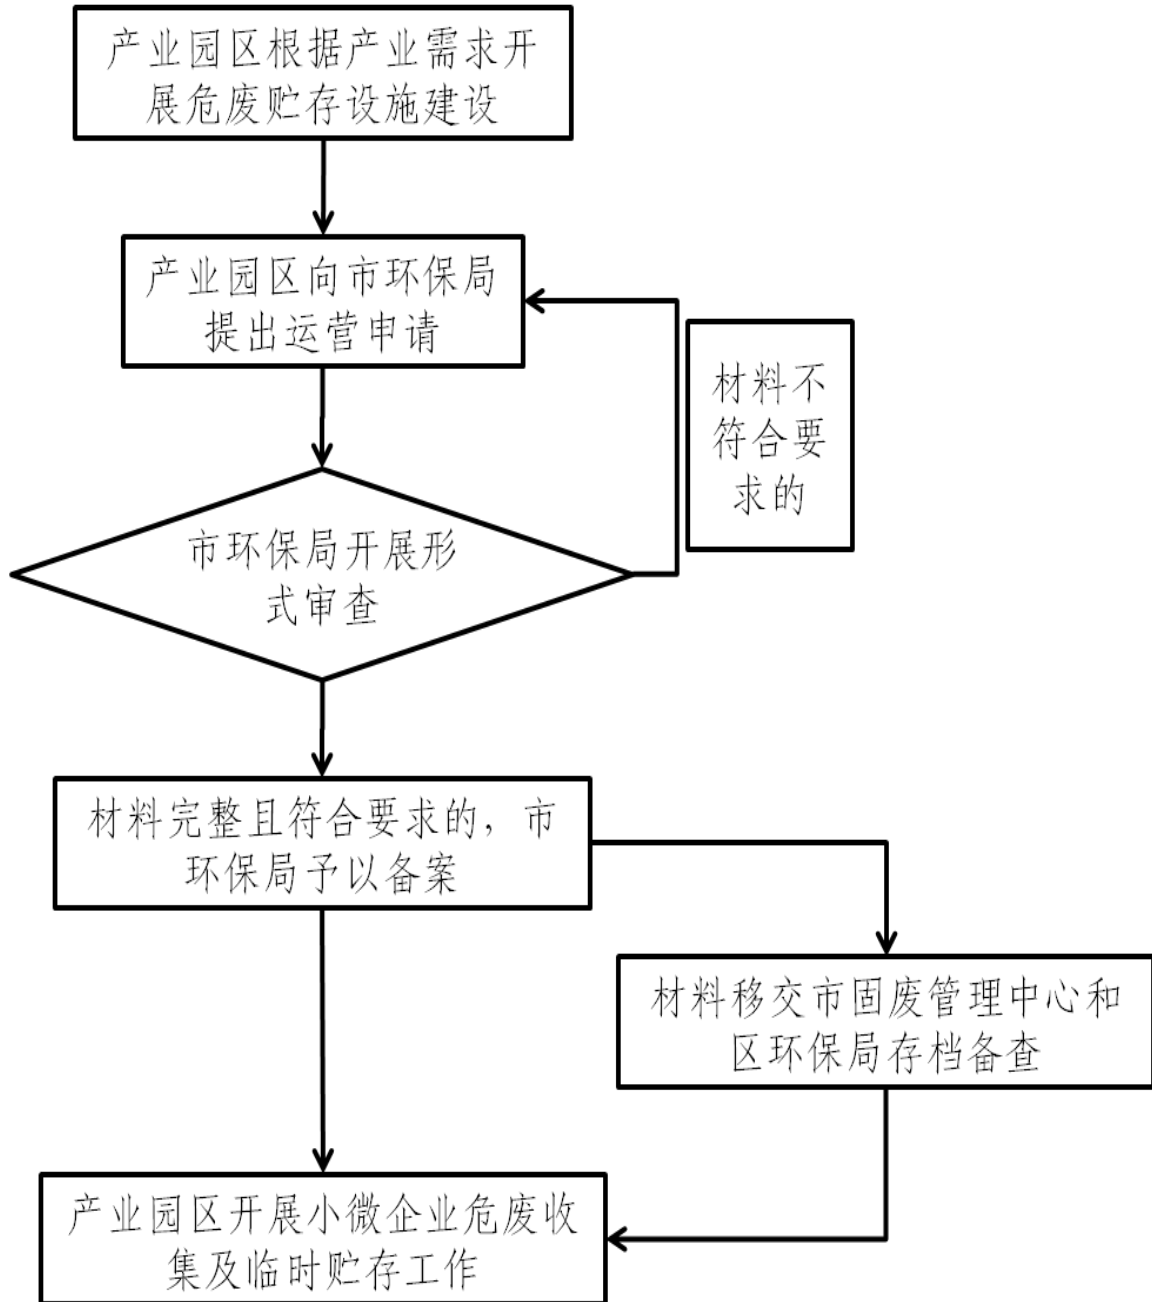 产业园区根据产业需求开
展危废贮存设施建设
产业园区向市环保局
提出运营申请
材料不
符合要
求的
市环保局开展形
式审查
材料完整且符合要求的，市
环保局予以备案
材料移交市固废管理中心和
区环保局存档备查
产业园区开展小微企业危废收
集及临时贮存工作